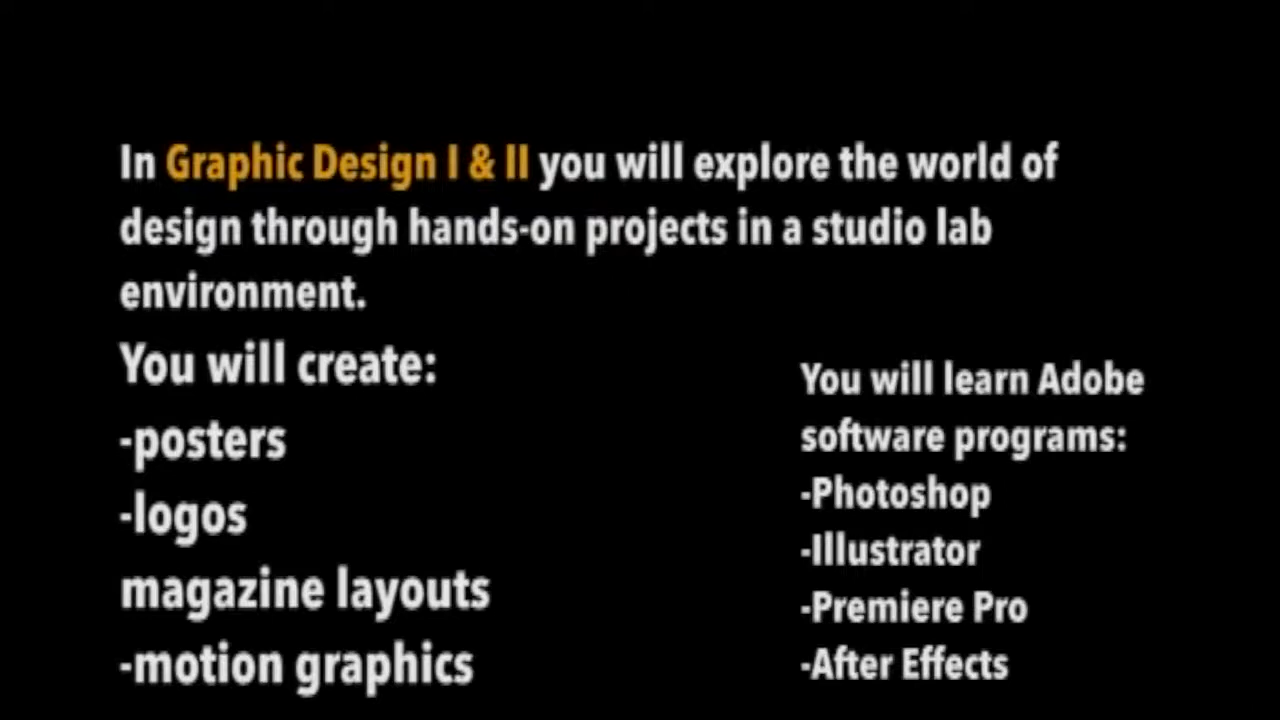 In Graphic Design I & II you will explore the world of
design through hands-on projects in a studio lab
environment.
You will create:
-posters
-logos
magazine layouts
-motion graphics
You will learn Adobe
software programs:
-Photoshop
-Illustrator
-Premiere Pro
-After Effects